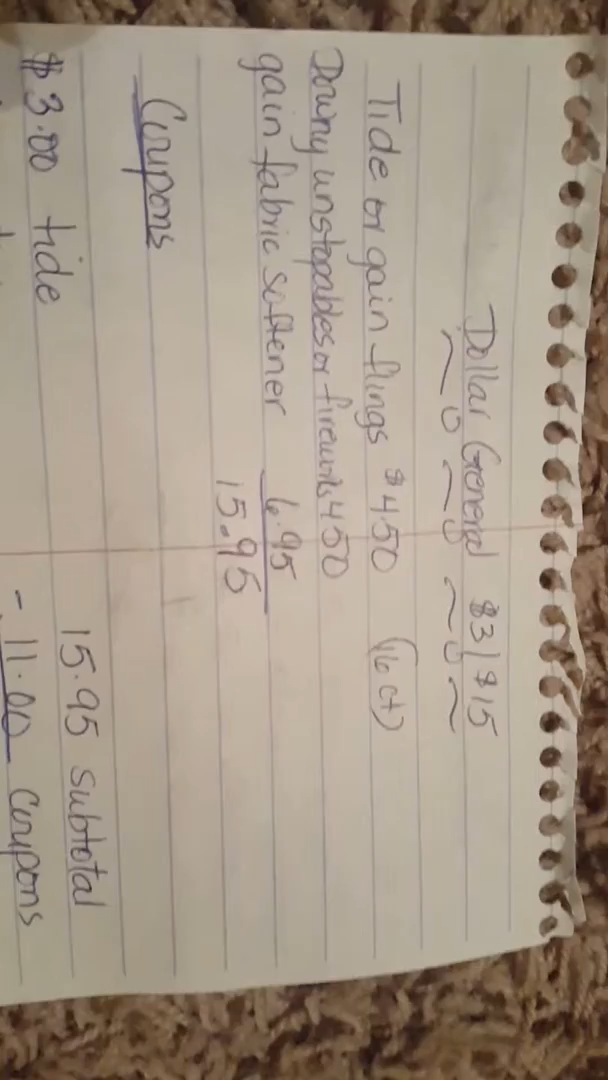 Dollar General $3/$15
Tide or gain flings $4.50 (16 ct)
Downy unstopables or fireworks 4.50
gain fabric softener 6.95
15.95
Coupons
15.95 subtotal
$3.00 tide
- 11.00 Coupons